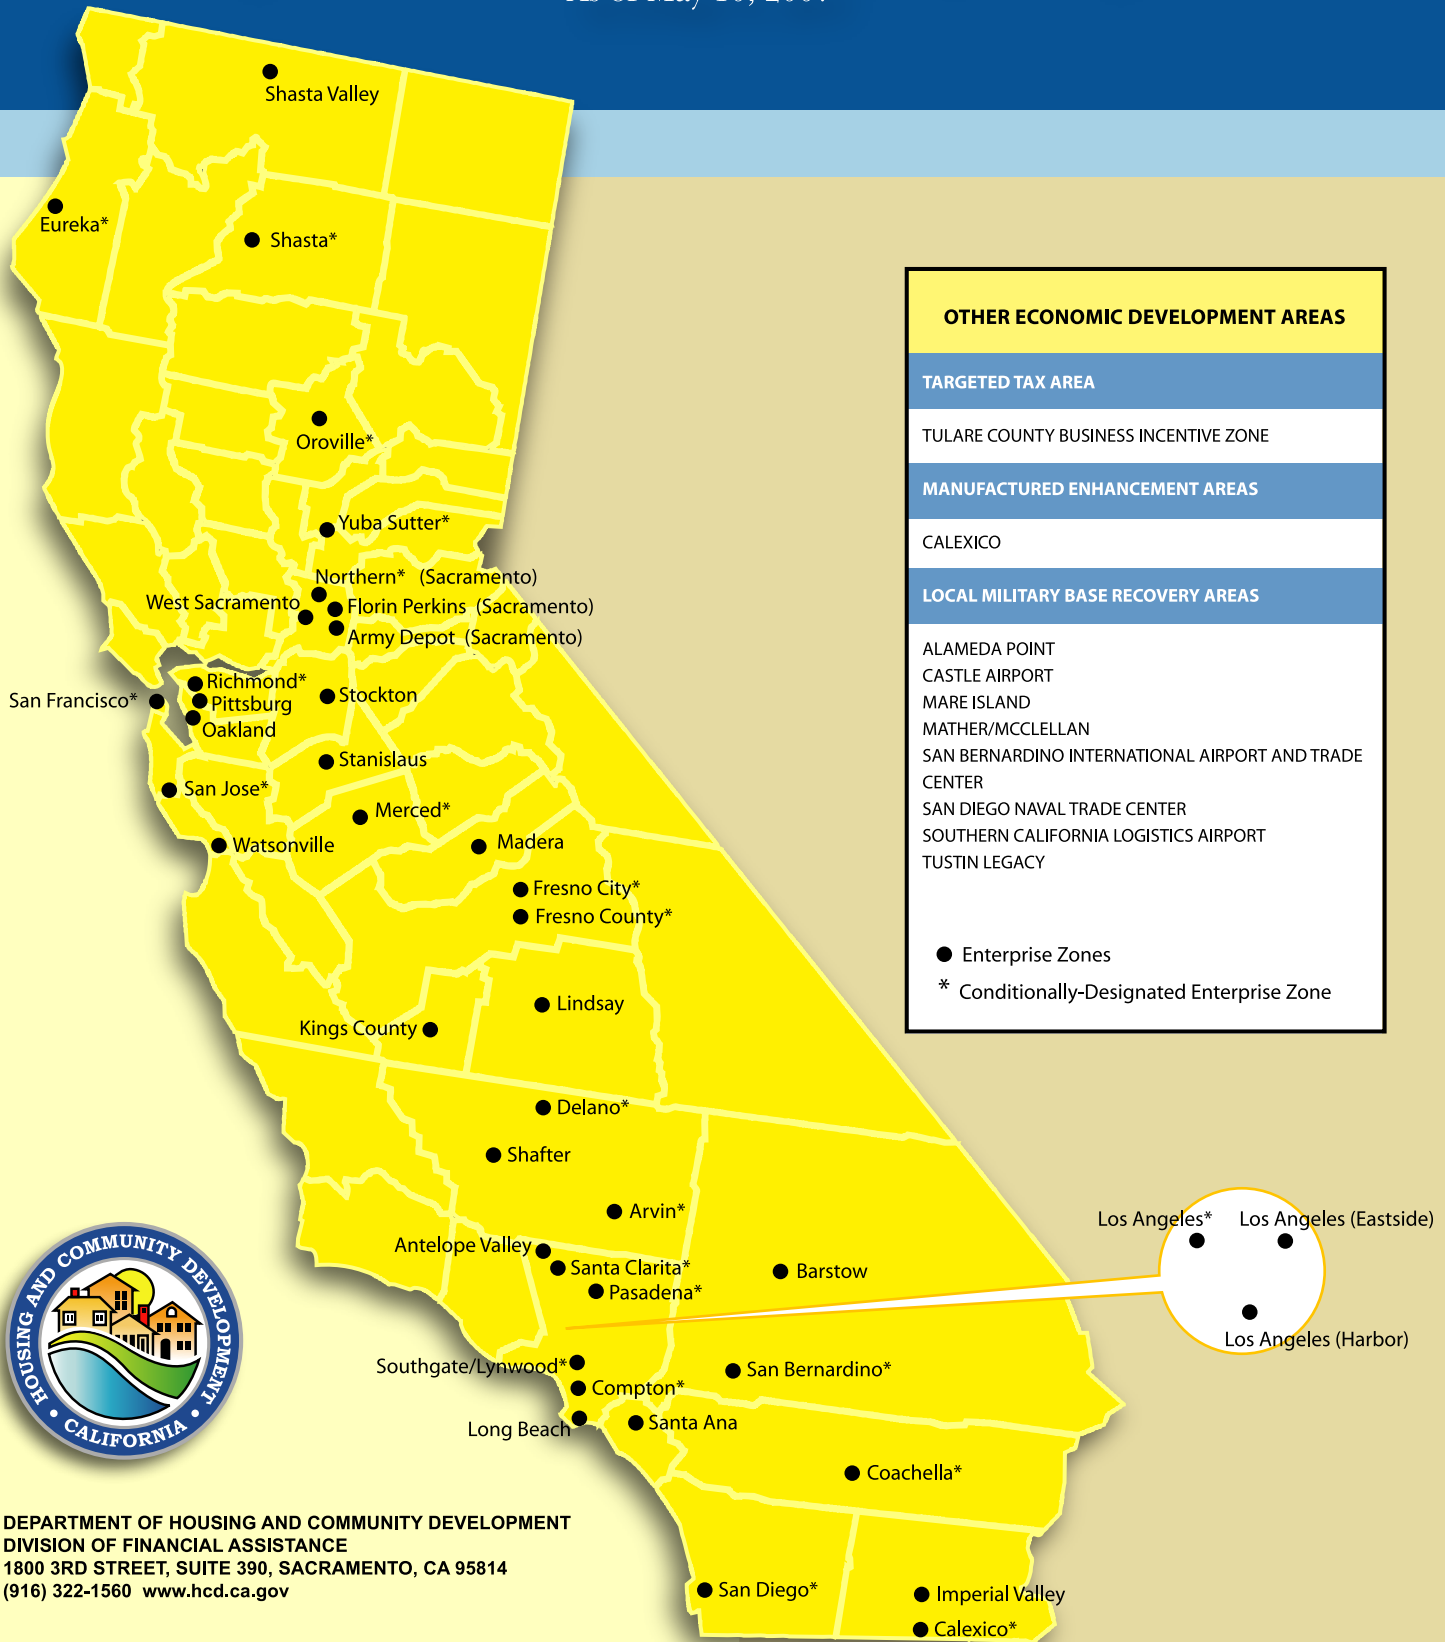 Shasta Valley
Eureka*
Shasta*
Oroville*
Yuba Sutter*
Northern* (Sacramento)
West Sacramento
Florin Perkins (Sacramento)
Army Depot (Sacramento)
Richmond*
San Francisco*
Pittsburg
Oakland
Stockton
Stanislaus
San Jose*
Merced*
Watsonville
Madera
Fresno City*
Fresno County*
Lindsay
Kings County
Delano*
Shafter
Arvin*
Antelope Valley
Santa Clarita*
Pasadena*
Barstow
Southgate/Lynwood*
Compton*
San Bernardino*
Long Beach
Santa Ana
Coachella*
San Diego*
Imperial Valley
Calexico*
OTHER ECONOMIC DEVELOPMENT AREAS
TARGETED TAX AREA
TULARE COUNTY BUSINESS INCENTIVE ZONE
MANUFACTURED ENHANCEMENT AREAS
CALEXICO
LOCAL MILITARY BASE RECOVERY AREAS
ALAMEDA POINT
CASTLE AIRPORT
MARE ISLAND
MATHER/MCCLELLAN
SAN BERNARDINO INTERNATIONAL AIRPORT AND TRADE
CENTER
SAN DIEGO NAVAL TRADE CENTER
SOUTHERN CALIFORNIA LOGISTICS AIRPORT
TUSTIN LEGACY
Enterprise Zones
* Conditionally-Designated Enterprise Zone
Los Angeles*
Los Angeles (Eastside)
Los Angeles (Harbor)
HOUSING AND COMMUNITY DEVELOPMENT
• CALIFORNIA •
DEPARTMENT OF HOUSING AND COMMUNITY DEVELOPMENT
DIVISION OF FINANCIAL ASSISTANCE
1800 3RD STREET, SUITE 390, SACRAMENTO, CA 95814
(916) 322-1560 www.hcd.ca.gov